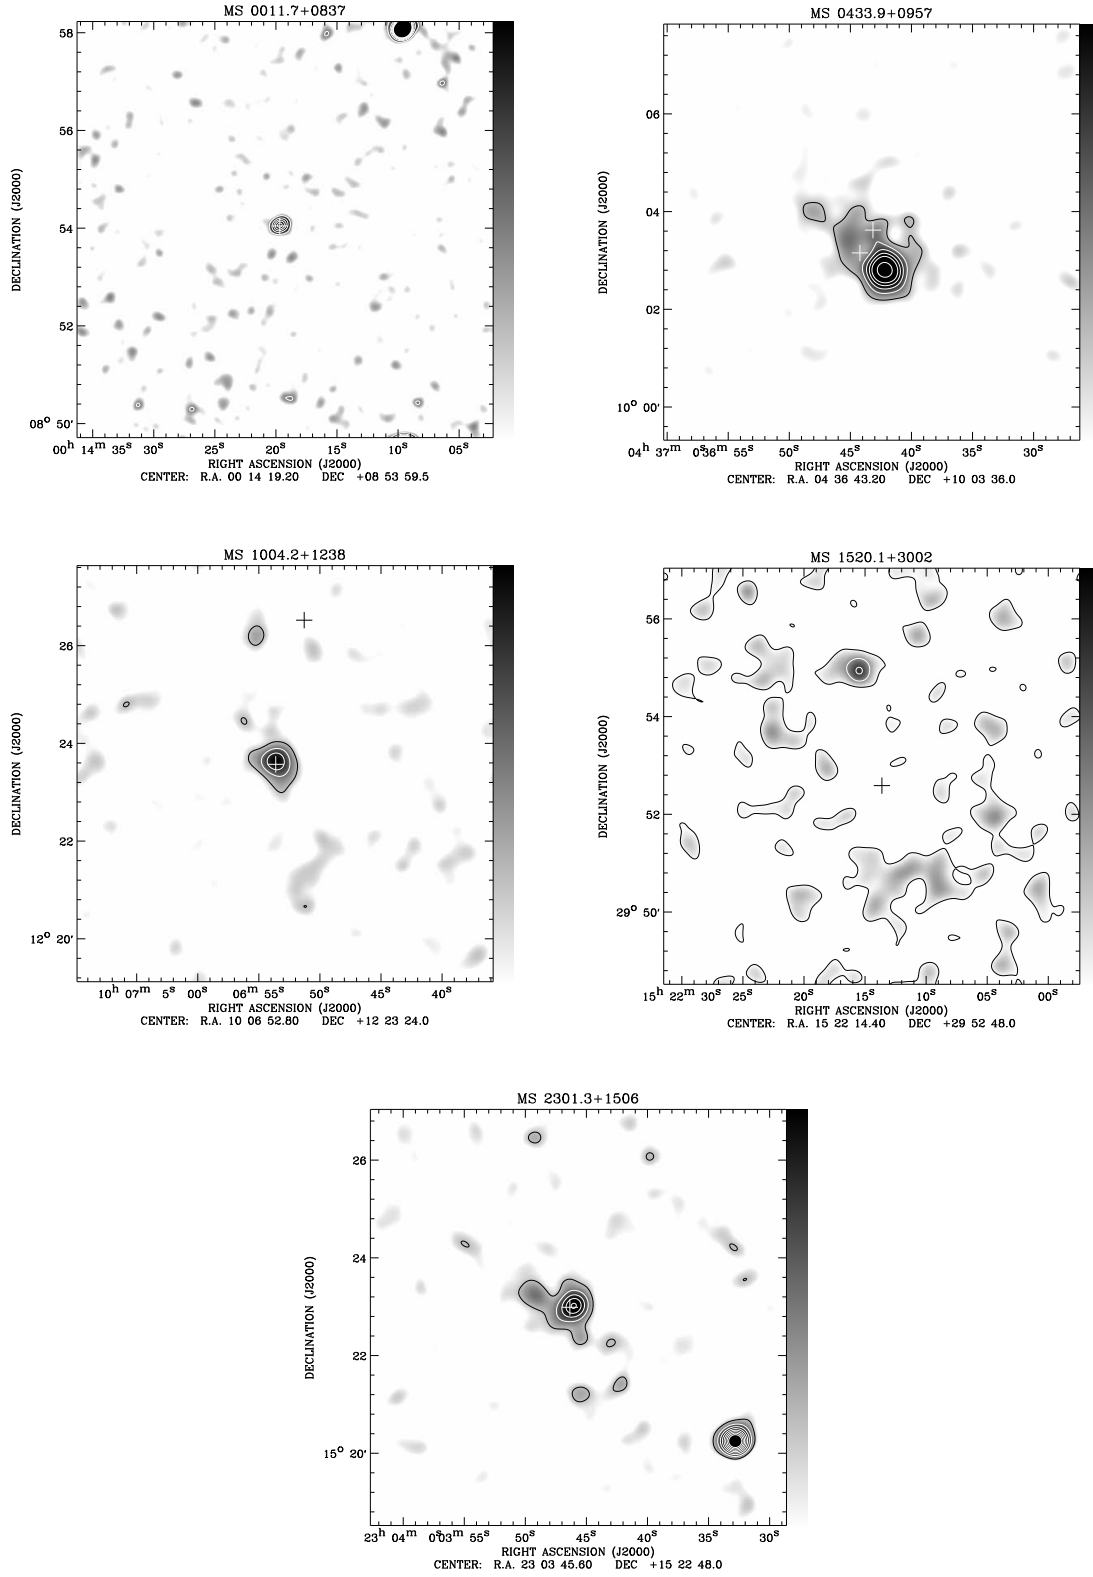 MS 0011.7+0837
DECLINATION (J2000)
58
56
54
52
08° 50'
00h 14m 35s 30s 25s 20s 15s 10s 05s
RIGHT ASCENSION (J2000)
CENTER: R.A. 00 14 19.20 DEC +08 53 59.5
MS 0433.9+0957
DECLINATION (J2000)
06
04
02
10° 00'
04h 37m 0s36m 55s 50s 45s 40s 35s 30s
RIGHT ASCENSION (J2000)
CENTER: R.A. 04 36 43.20 DEC +10 03 36.0
MS 1004.2+1238
DECLINATION (J2000)
26
24
22
12° 20'
10h 07m 5s 00s 06m 55s 50s 45s 40s
RIGHT ASCENSION (J2000)
CENTER: R.A. 10 06 52.80 DEC +12 23 24.0
MS 1520.1+3002
DECLINATION (J2000)
56
54
52
29° 50'
15h 22m 30s 25s 20s 15s 10s 05s 00s
RIGHT ASCENSION (J2000)
CENTER: R.A. 15 22 14.40 DEC +29 52 48.0
MS 2301.3+1506
DECLINATION (J2000)
26
24
22
15° 20'
23h 04m 0s03m 55s 50s 45s 40s 35s 30s
RIGHT ASCENSION (J2000)
CENTER: R.A. 23 03 45.60 DEC +15 22 48.0